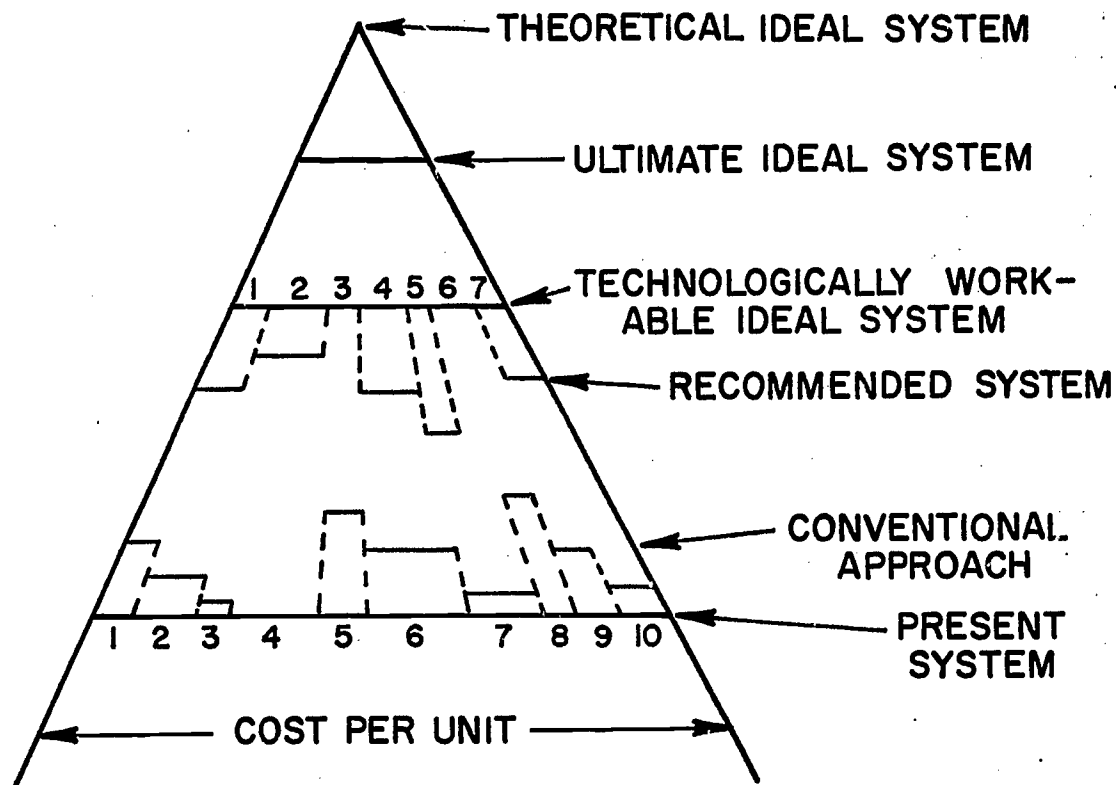 THEORETICAL IDEAL SYSTEM
ULTIMATE IDEAL SYSTEM
1 2 3 4 5 6 7
TECHNOLOGICALLY WORK-
ABLE IDEAL SYSTEM
RECOMMENDED SYSTEM
CONVENTIONAL
APPROACH
1 2 3 4 5 6 7 8 9 10
PRESENT
SYSTEM
COST PER UNIT